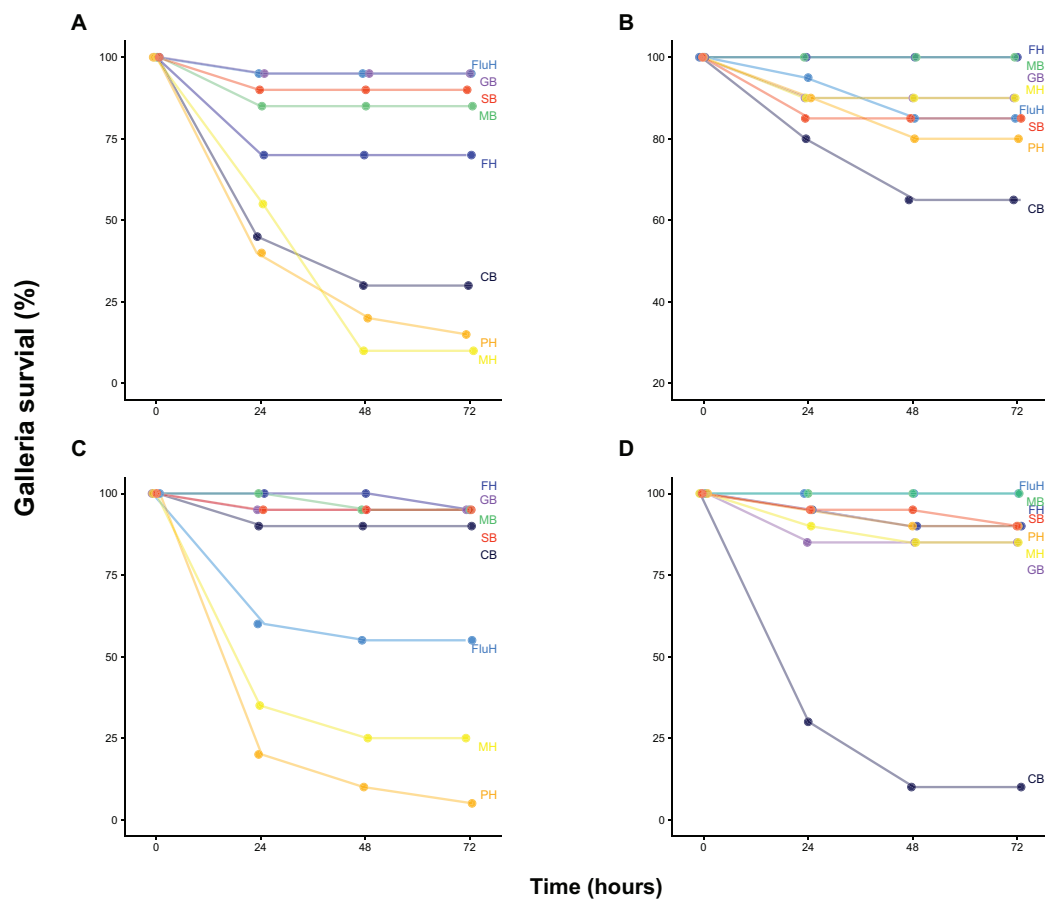 A
100
75
50
25
0
0
24
48
72
FluH
GB
SB
MB
FH
CB
PH
MH
B
100
80
60
40
20
0
24
48
72
FH
MB
GB
MH
FluH
SB
PH
CB
C
100
75
50
25
0
0
24
48
72
FH
GB
MB
SB
CB
FluH
MH
PH
D
100
75
50
25
0
0
24
48
72
FluH
MB
FH
SB
PH
MH
GB
CB
Galleria survial (%)
Time (hours)